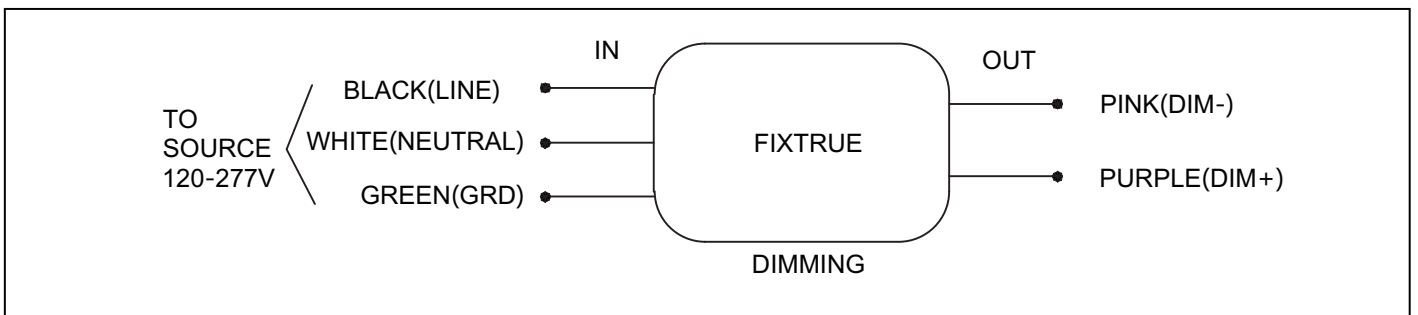 IN
OUT
BLACK(LINE)
TO
SOURCE
120-277V
WHITE(NEUTRAL)
GREEN(GRD)
FIXTRUE
PINK(DIM-)
PURPLE(DIM+)
DIMMING